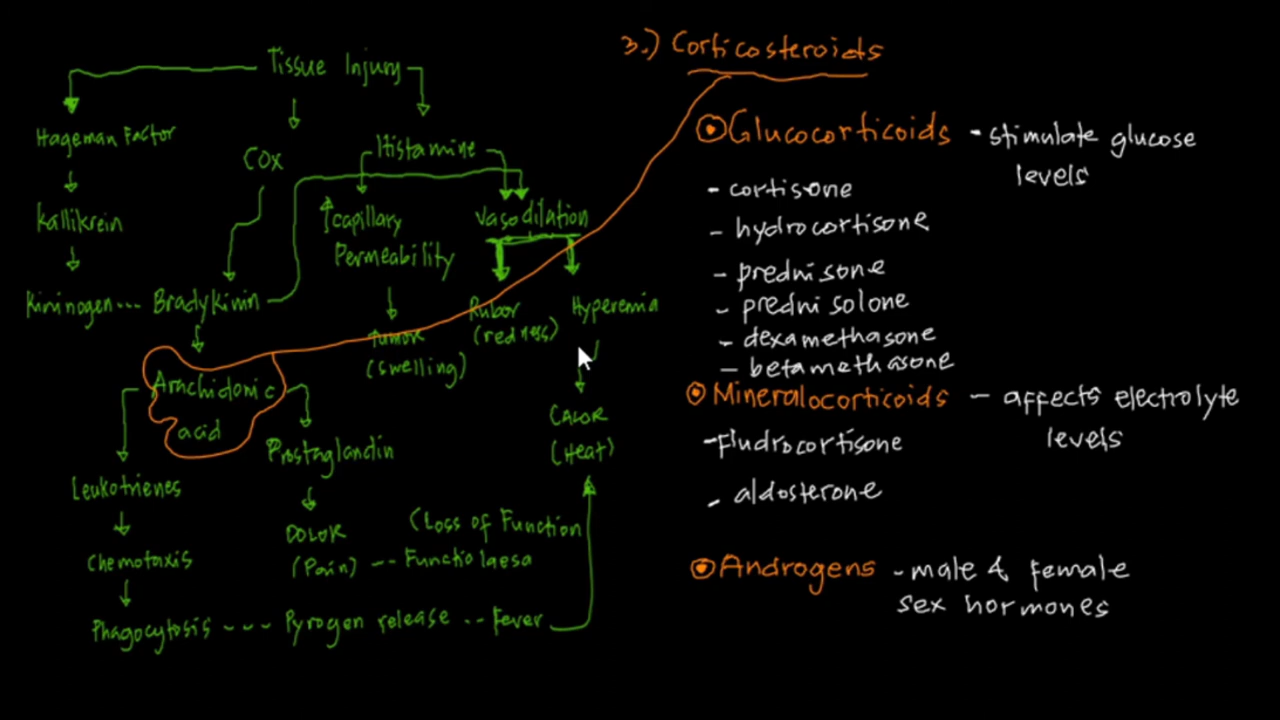 Tissue Injury
Hageman Factor
COX
Histamine
Kallikrein
↑capillary
Permeability
Vasodilation
Kininogen --- Bradykinin
Rubor
(redness)
Hyperemia
Tumor
(swelling)
Arachidonic
acid
CALOR
(Heat)
Prostaglandin
Leukotrienes
DOLOR
(Pain) -- Functio laesa
(Loss of Function
Chemotaxis
Phagocytosis --- Pyrogen release -- Fever
3.) Corticosteroids
Glucocorticoids - stimulate glucose
levels
- cortisone
- hydrocortisone
- prednisone
- prednisolone
- dexamethasone
- betamethasone
Mineralocorticoids - affects electrolyte
levels
- Fludrocortisone
- aldosterone
Androgens - male & female
sex hormones